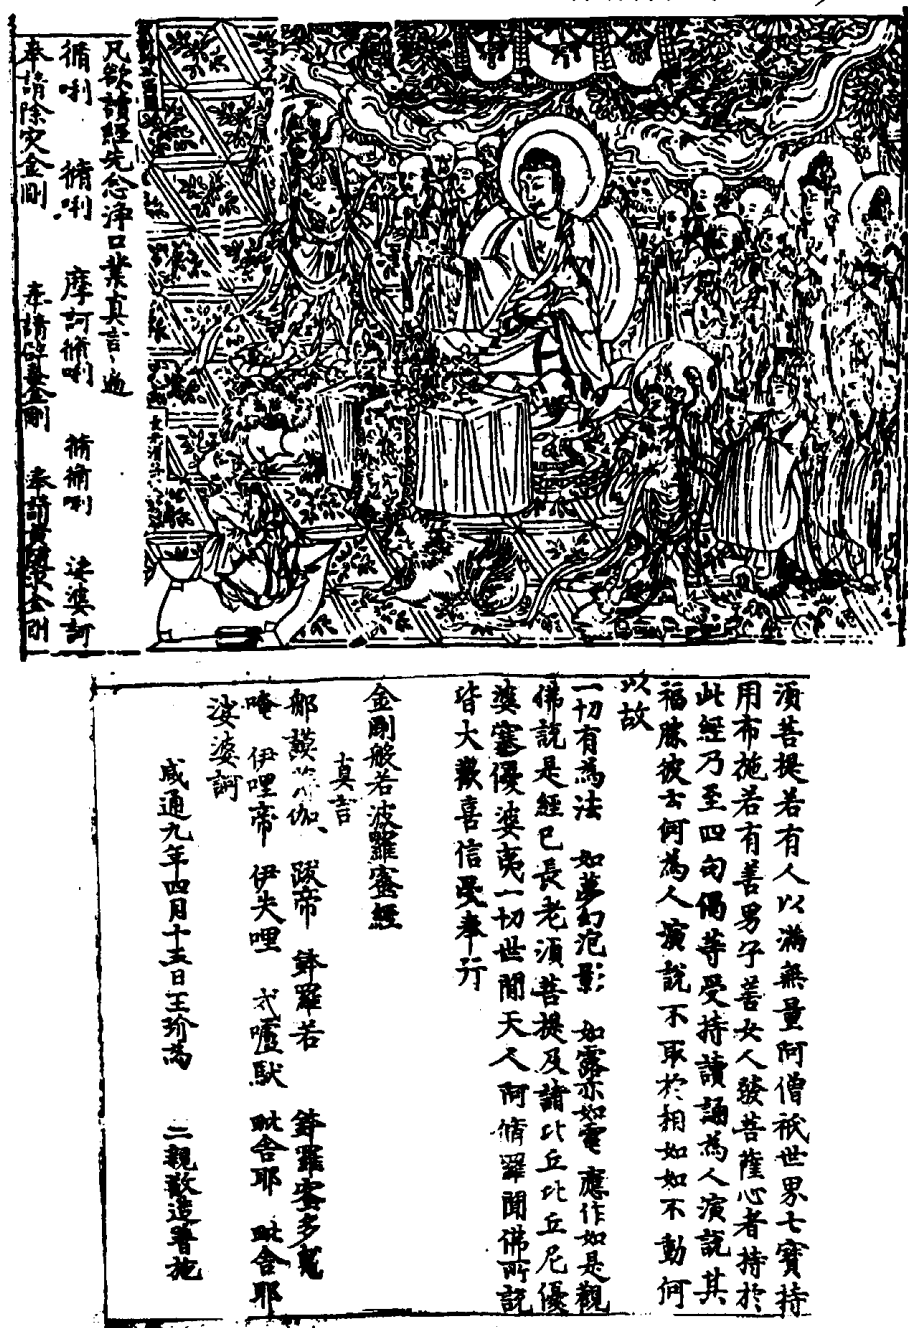 凡欲讀經先念淨口業真言一遍
脩唎 脩唎 摩訶脩唎 脩脩唎 娑婆訶
奉請除災金剛 奉請辟毒金剛 奉請黃隨求金剛
須菩提若有人以滿無量阿僧祇世界七寶持
用布施若有善男子善女人發菩薩心者持於
此經乃至四句偈等受持讀誦為人演說其
福勝彼云何為人演說不取於相如如不動何
以故
一切有為法 如夢幻泡影 如露亦如電 應作如是觀
佛說是經已長老須菩提及諸比丘比丘尼優
婆塞優婆夷一切世間天人阿脩羅聞佛所說
皆大歡喜信受奉行
金剛般若波羅蜜經
真言
那謨 伽、 跋帝 鉢羅若 鉢羅蜜多曳
唵 伊哩帝 伊失哩 戍嚧馱 毗舍耶 毗舍耶
娑婆訶
咸通九年四月十五日王玠為 二親敬造普施